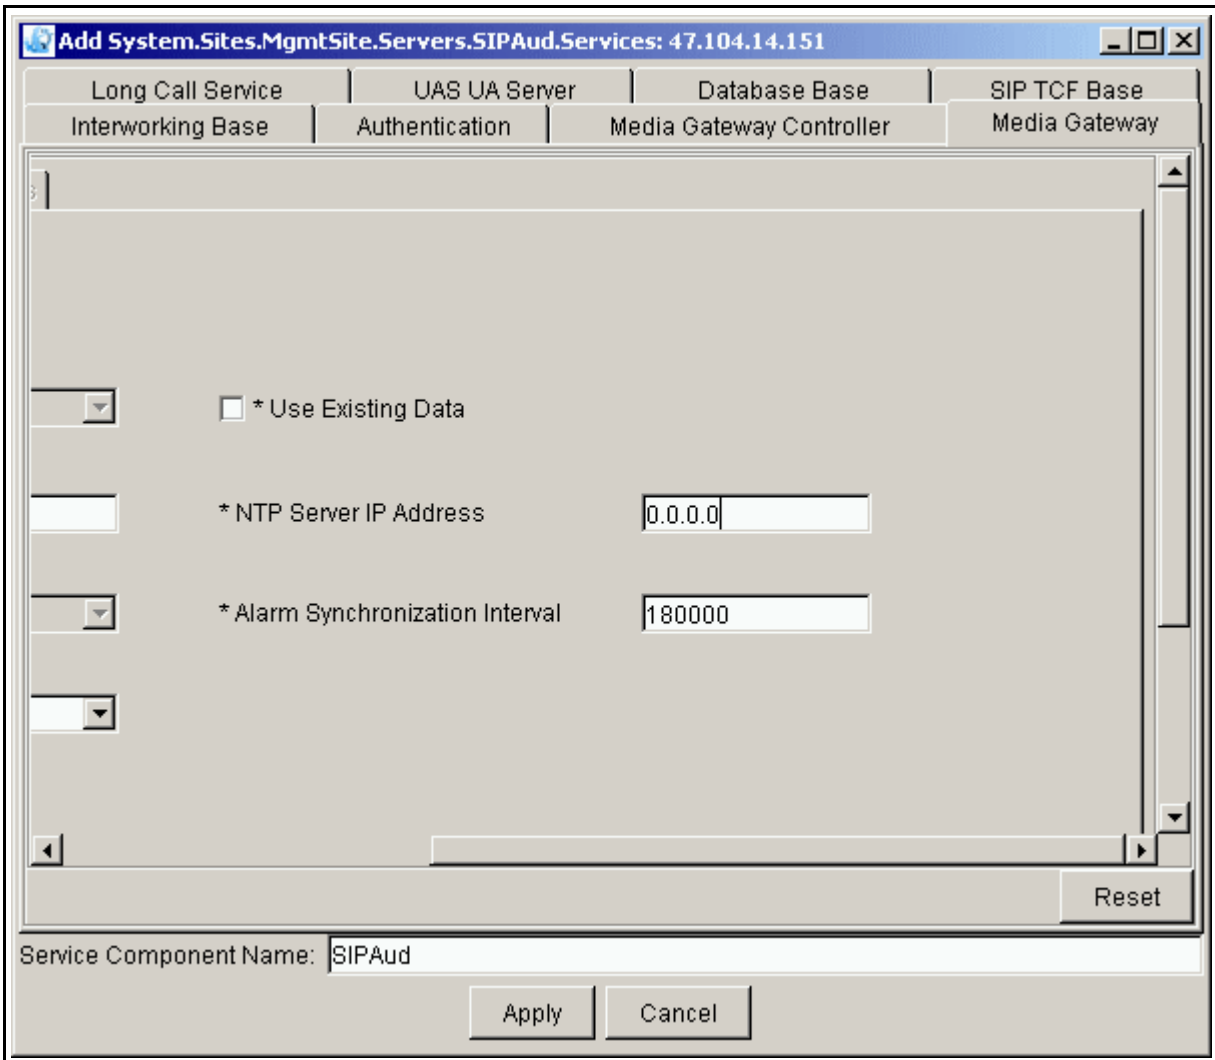 Add System.Sites.MgmtSite.Servers.SIPAud.Services: 47.104.14.151
Long Call Service UAS UA Server Database Base SIP TCF Base
Interworking Base Authentication Media Gateway Controller Media Gateway
* Use Existing Data
* NTP Server IP Address 0.0.0.0
* Alarm Synchronization Interval 180000
Reset
Service Component Name: SIPAud
Apply Cancel